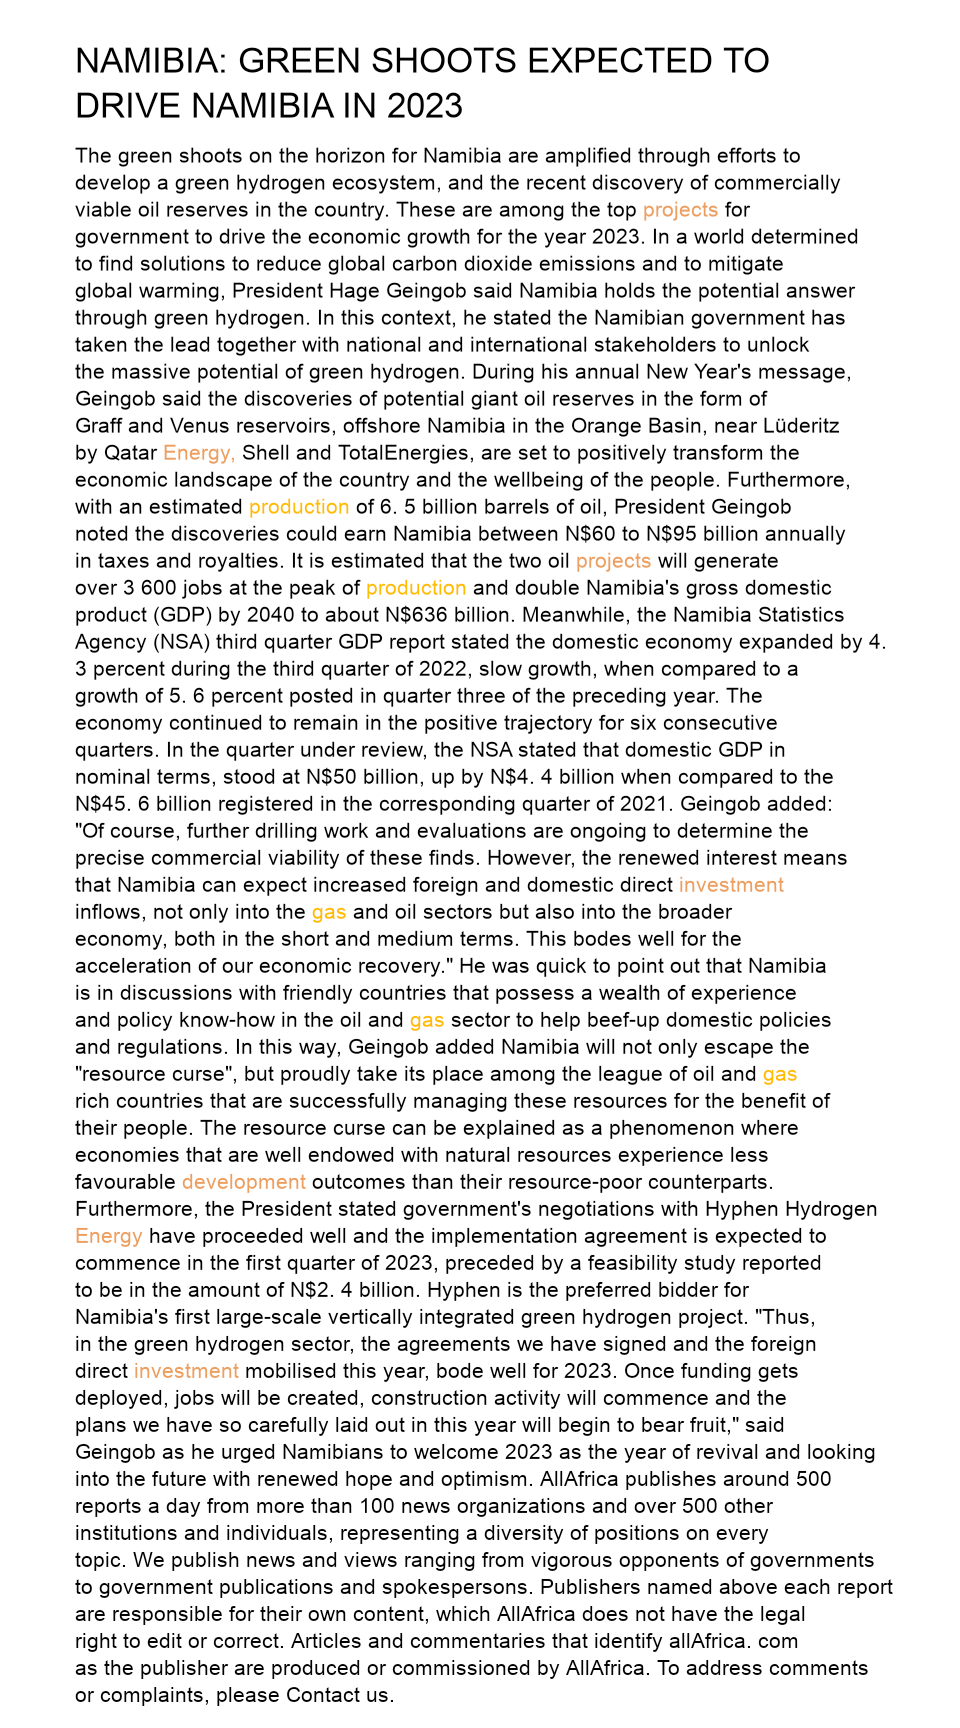 NAMIBIA: GREEN SHOOTS EXPECTED TO
DRIVE NAMIBIA IN 2023
The green shoots on the horizon for Namibia are amplified through efforts to
develop a green hydrogen ecosystem, and the recent discovery of commercially
viable oil reserves in the country. These are among the top projects for
government to drive the economic growth for the year 2023. In a world determined
to find solutions to reduce global carbon dioxide emissions and to mitigate
global warming, President Hage Geingob said Namibia holds the potential answer
through green hydrogen. In this context, he stated the Namibian government has
taken the lead together with national and international stakeholders to unlock
the massive potential of green hydrogen. During his annual New Year's message,
Geingob said the discoveries of potential giant oil reserves in the form of
Graff and Venus reservoirs, offshore Namibia in the Orange Basin, near Lüderitz
by Qatar Energy, Shell and TotalEnergies, are set to positively transform the
economic landscape of the country and the wellbeing of the people. Furthermore,
with an estimated production of 6. 5 billion barrels of oil, President Geingob
noted the discoveries could earn Namibia between N$60 to N$95 billion annually
in taxes and royalties. It is estimated that the two oil projects will generate
over 3 600 jobs at the peak of production and double Namibia's gross domestic
product (GDP) by 2040 to about N$636 billion. Meanwhile, the Namibia Statistics
Agency (NSA) third quarter GDP report stated the domestic economy expanded by 4.
3 percent during the third quarter of 2022, slow growth, when compared to a
growth of 5. 6 percent posted in quarter three of the preceding year. The
economy continued to remain in the positive trajectory for six consecutive
quarters. In the quarter under review, the NSA stated that domestic GDP in
nominal terms, stood at N$50 billion, up by N$4. 4 billion when compared to the
N$45. 6 billion registered in the corresponding quarter of 2021. Geingob added:
"Of course, further drilling work and evaluations are ongoing to determine the
precise commercial viability of these finds. However, the renewed interest means
that Namibia can expect increased foreign and domestic direct investment
inflows, not only into the gas and oil sectors but also into the broader
economy, both in the short and medium terms. This bodes well for the
acceleration of our economic recovery." He was quick to point out that Namibia
is in discussions with friendly countries that possess a wealth of experience
and policy know-how in the oil and gas sector to help beef-up domestic policies
and regulations. In this way, Geingob added Namibia will not only escape the
"resource curse", but proudly take its place among the league of oil and gas
rich countries that are successfully managing these resources for the benefit of
their people. The resource curse can be explained as a phenomenon where
economies that are well endowed with natural resources experience less
favourable development outcomes than their resource-poor counterparts.
Furthermore, the President stated government's negotiations with Hyphen Hydrogen
Energy have proceeded well and the implementation agreement is expected to
commence in the first quarter of 2023, preceded by a feasibility study reported
to be in the amount of N$2. 4 billion. Hyphen is the preferred bidder for
Namibia's first large-scale vertically integrated green hydrogen project. "Thus,
in the green hydrogen sector, the agreements we have signed and the foreign
direct investment mobilised this year, bode well for 2023. Once funding gets
deployed, jobs will be created, construction activity will commence and the
plans we have so carefully laid out in this year will begin to bear fruit," said
Geingob as he urged Namibians to welcome 2023 as the year of revival and looking
into the future with renewed hope and optimism. AllAfrica publishes around 500
reports a day from more than 100 news organizations and over 500 other
institutions and individuals, representing a diversity of positions on every
topic. We publish news and views ranging from vigorous opponents of governments
to government publications and spokespersons. Publishers named above each report
are responsible for their own content, which AllAfrica does not have the legal
right to edit or correct. Articles and commentaries that identify allAfrica. com
as the publisher are produced or commissioned by AllAfrica. To address comments
or complaints, please Contact us.